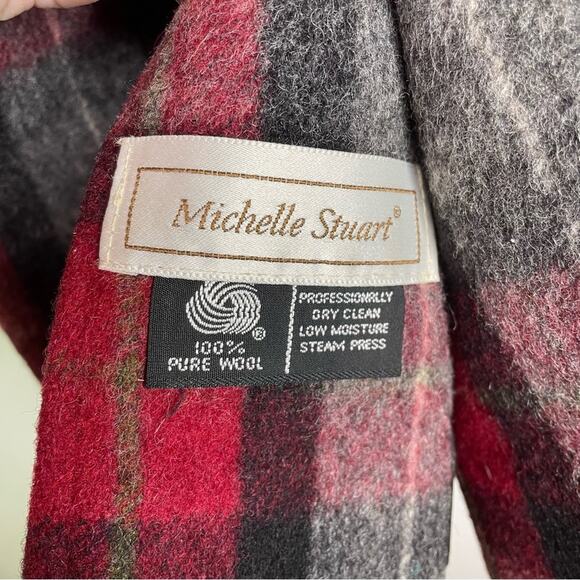 Michelle Stuart®
®
100%
PURE WOOL
PROFESSIONALLY
DRY CLEAN
LOW MOISTURE
STEAM PRESS